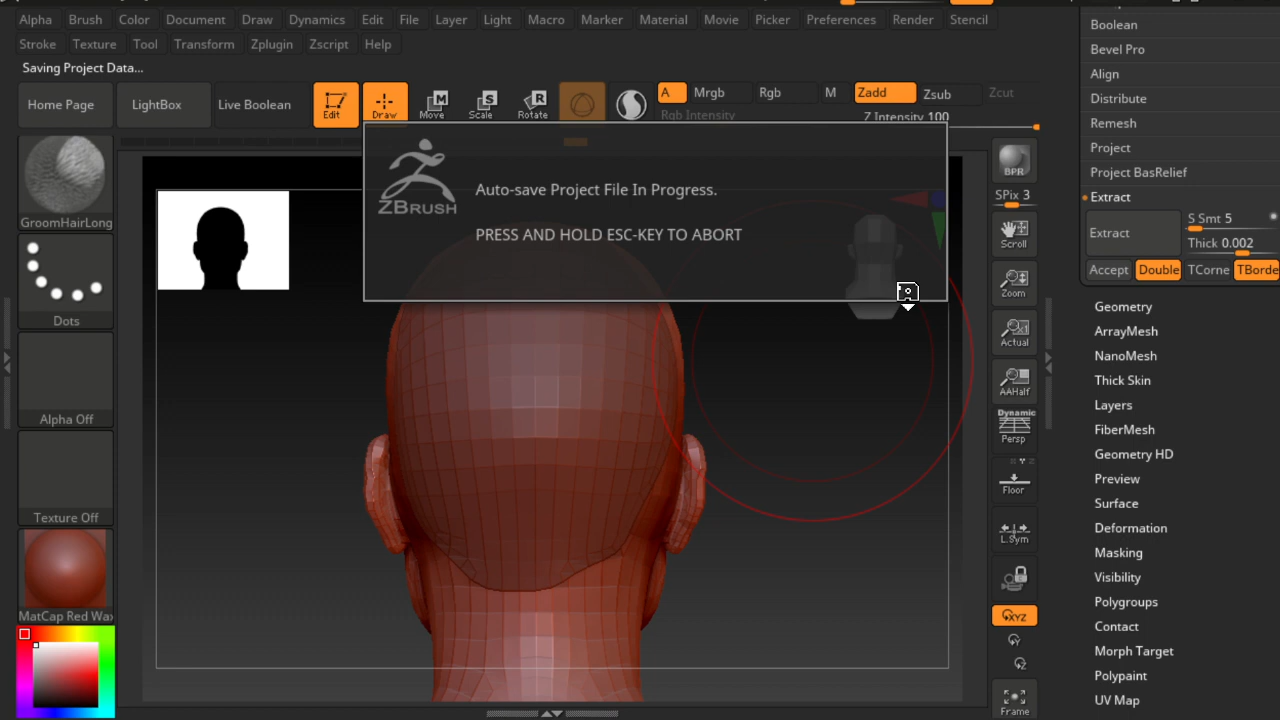 Alpha Brush Color Document Draw Dynamics Edit File Layer Light Macro Marker Material Movie Picker Preferences Render Stencil
Stroke Texture Tool Transform Zplugin Zscript Help
Saving Project Data...
Home Page LightBox Live Boolean Edit Draw Move Scale Rotate A Mrgb Rgb M Zadd Zsub Zcut
Rgb Intensity Z Intensity 100
ZBRUSH
Auto-save Project File In Progress.
PRESS AND HOLD ESC-KEY TO ABORT
GroomHairLong
Dots
Alpha Off
Texture Off
MatCap Red Wax
BPR
SPix 3
Scroll
Zoom
Actual
AAHalf
Dynamic
Persp
Floor
L.Sym
XYZ
Y
Z
Frame
Boolean
Bevel Pro
Align
Distribute
Remesh
Project
Project BasRelief
Extract
Extract
S Smt 5
Thick 0.002
Accept Double TCorne TBorde
Geometry
ArrayMesh
NanoMesh
Thick Skin
Layers
FiberMesh
Geometry HD
Preview
Surface
Deformation
Masking
Visibility
Polygroups
Contact
Morph Target
Polypaint
UV Map